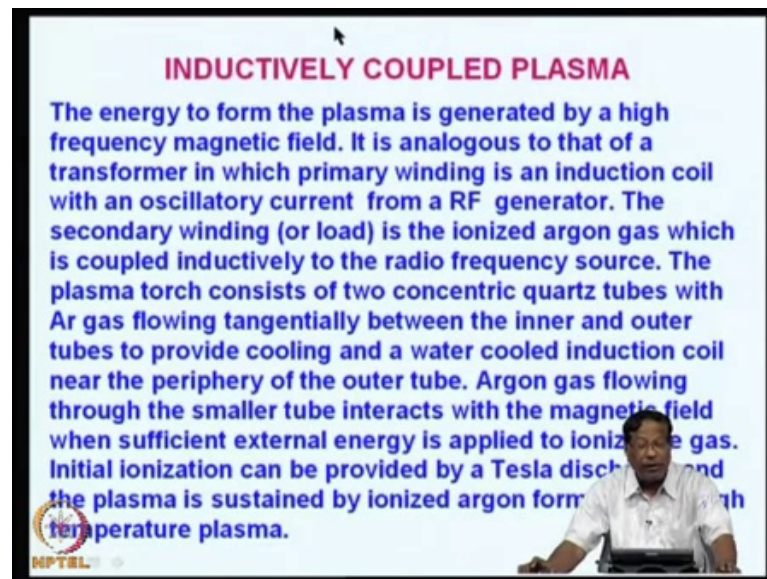 INDUCTIVELY COUPLED PLASMA
The energy to form the plasma is generated by a high
frequency magnetic field. It is analogous to that of a
transformer in which primary winding is an induction coil
with an oscillatory current from a RF generator. The
secondary winding (or load) is the ionized argon gas which
is coupled inductively to the radio frequency source. The
plasma torch consists of two concentric quartz tubes with
Ar gas flowing tangentially between the inner and outer
tubes to provide cooling and a water cooled induction coil
near the periphery of the outer tube. Argon gas flowing
through the smaller tube interacts with the magnetic field
when sufficient external energy is applied to gas.
Initial ionization can be provided by a Tesla
the plasma is sustained by ionized argon
temperature plasma.
NPTEL